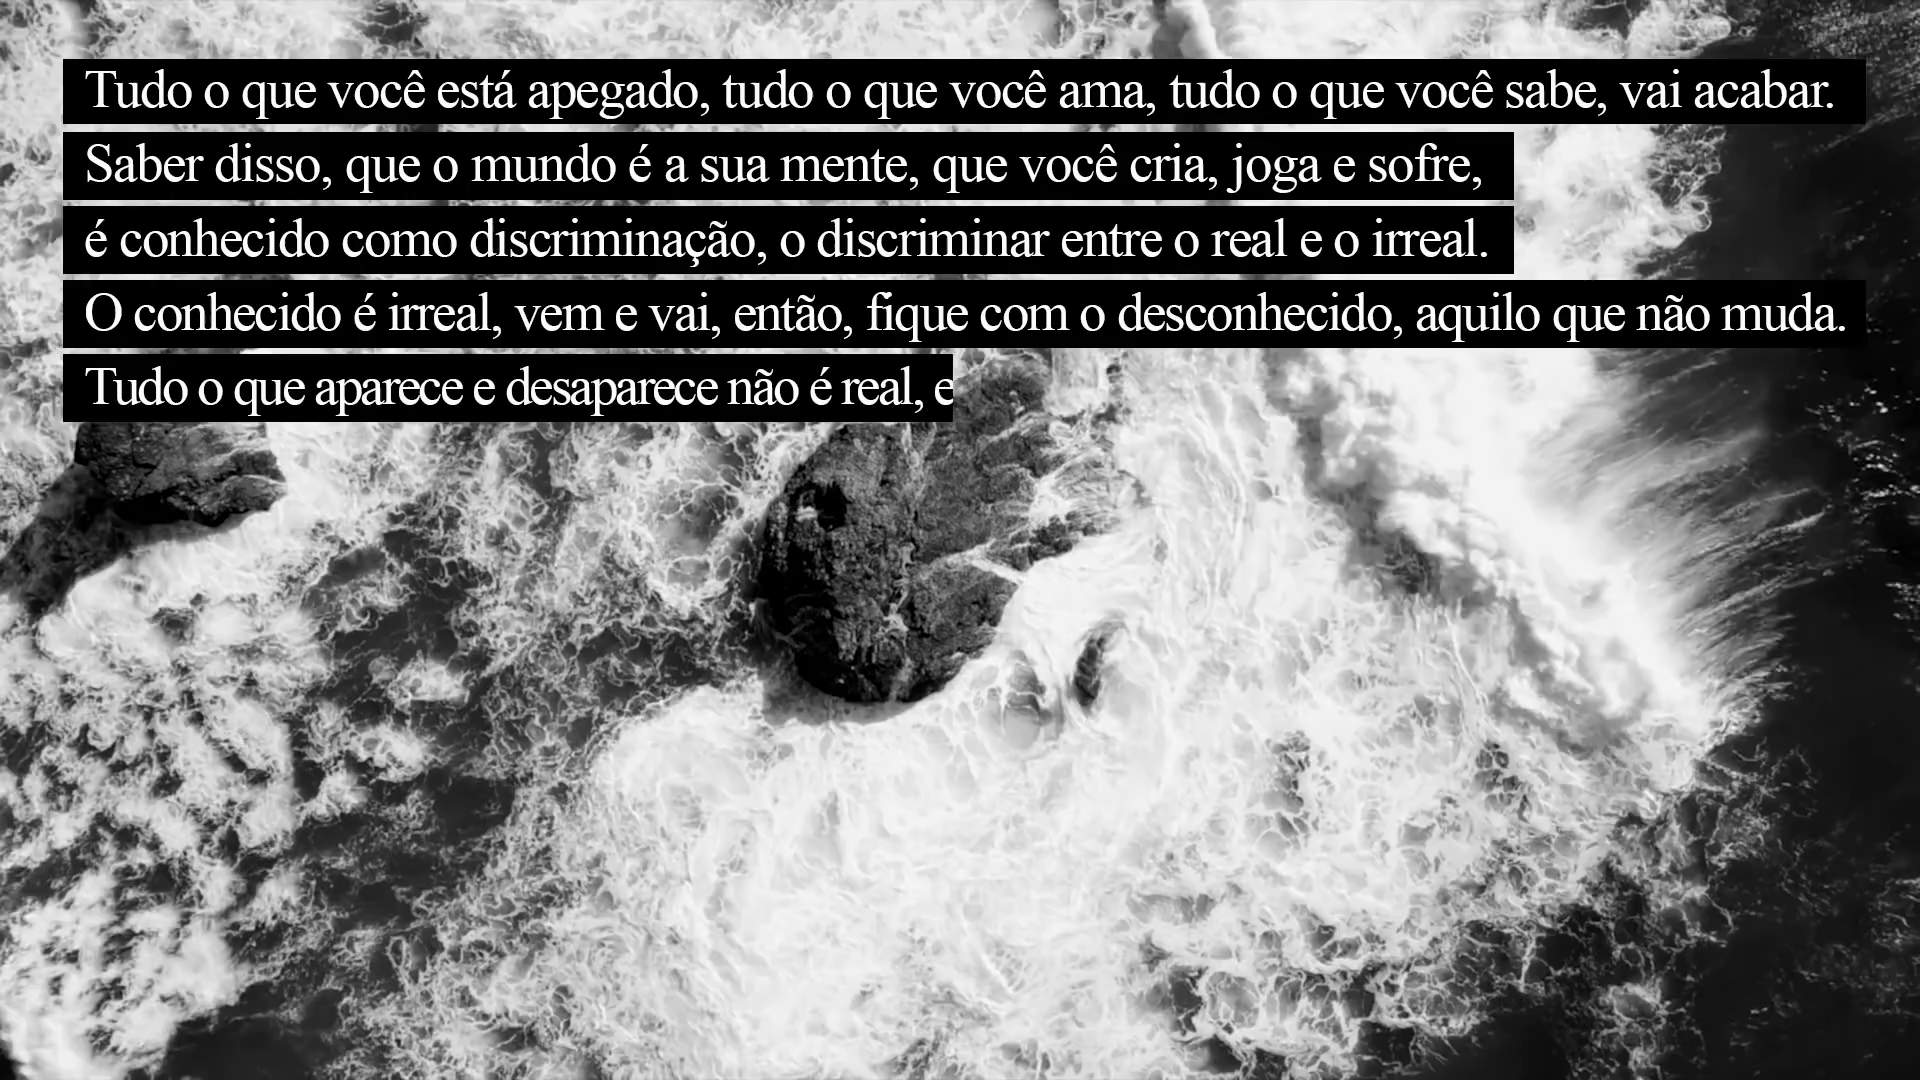 Tudo o que você está apegado, tudo o que você ama, tudo o que você sabe, vai acabar.
Saber disso, que o mundo é a sua mente, que você cria, joga e sofre,
é conhecido como discriminação, o discriminar entre o real e o irreal.
O conhecido é irreal, vem e vai, então, fique com o desconhecido, aquilo que não muda.
Tudo o que aparece e desaparece não é real, e